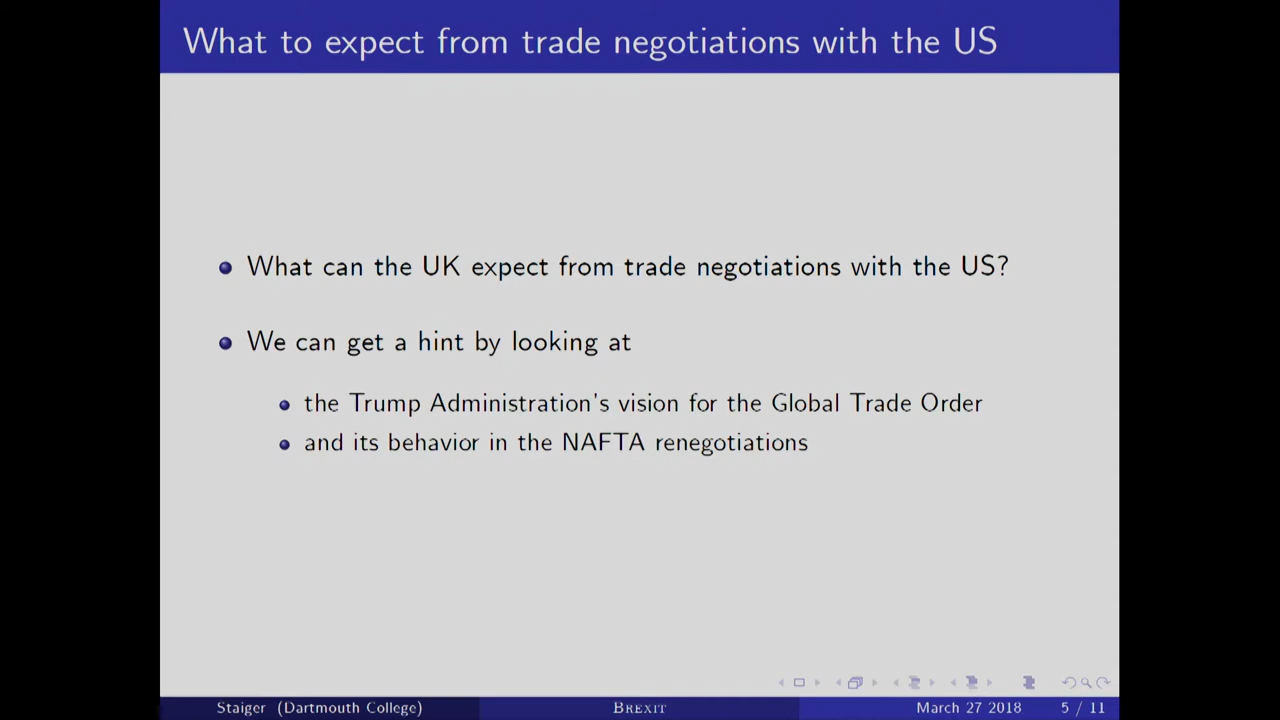 What to expect from trade negotiations with the US
What can the UK expect from trade negotiations with the US?
We can get a hint by looking at
the Trump Administration's vision for the Global Trade Order
and its behavior in the NAFTA renegotiations
Staiger (Dartmouth College) Brexit March 27 2018 5 / 11